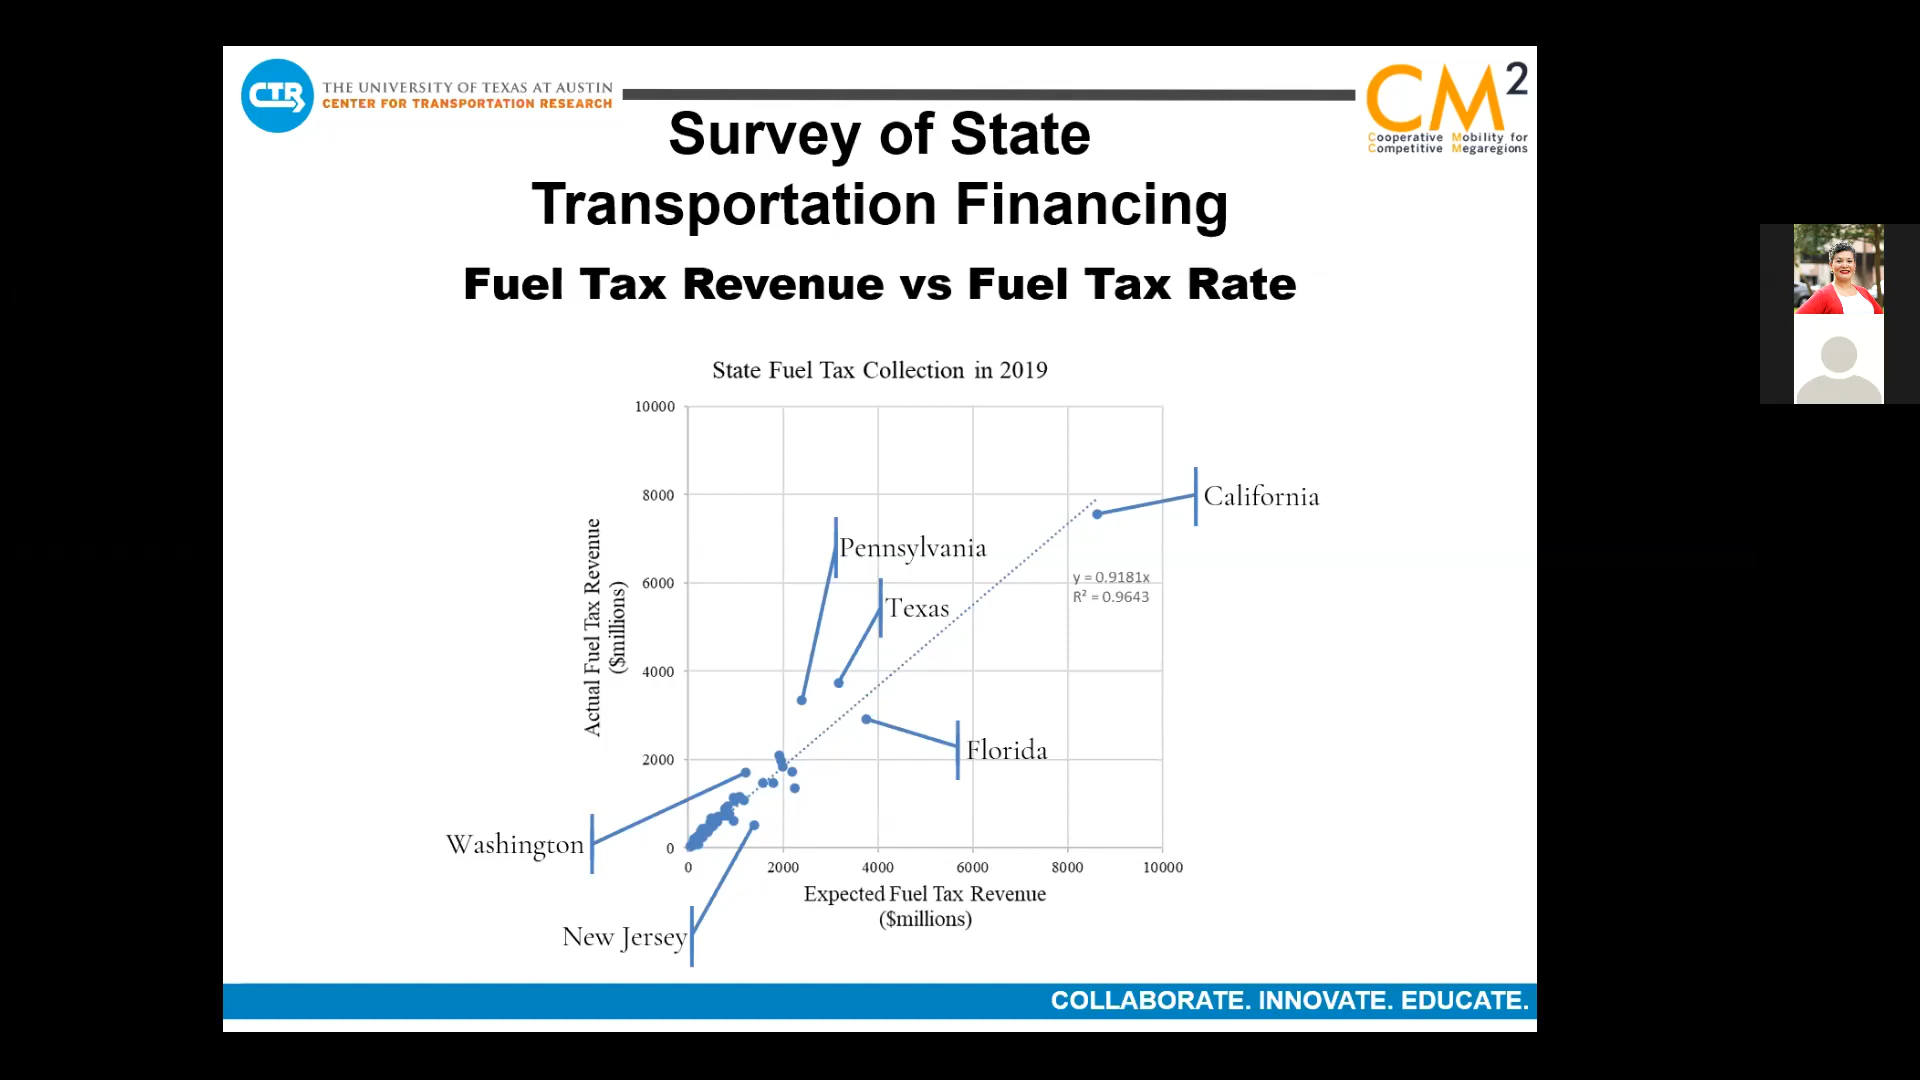 CTR
THE UNIVERSITY OF TEXAS AT AUSTIN
CENTER FOR TRANSPORTATION RESEARCH
CM2
Cooperative Mobility for
Competitive Megaregions
Survey of State
Transportation Financing
Fuel Tax Revenue vs Fuel Tax Rate
State Fuel Tax Collection in 2019
10000
8000
6000
4000
2000
0
Actual Fuel Tax Revenue
($millions)
California
Pennsylvania
y = 0.9181x
R² = 0.9643
Texas
Florida
Washington
New Jersey
0 2000 4000 6000 8000 10000
Expected Fuel Tax Revenue
($millions)
COLLABORATE. INNOVATE. EDUCATE.